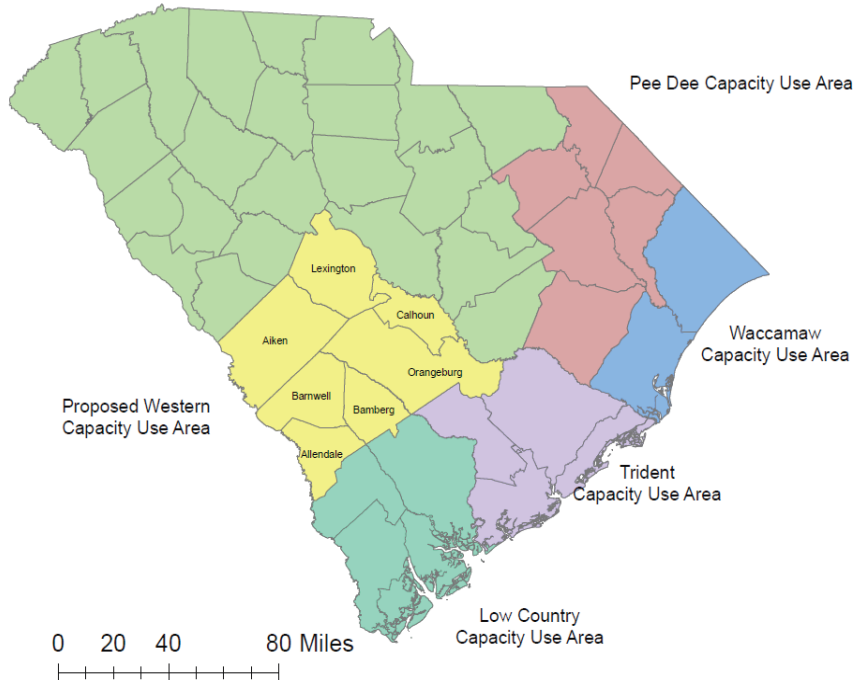 Pee Dee Capacity Use Area
Lexington
Calhoun
Aiken
Waccamaw
Capacity Use Area
Orangeburg
Barnwell
Bamberg
Proposed Western
Capacity Use Area
Allendale
Trident
Capacity Use Area
Low Country
Capacity Use Area
0 20 40 80 Miles